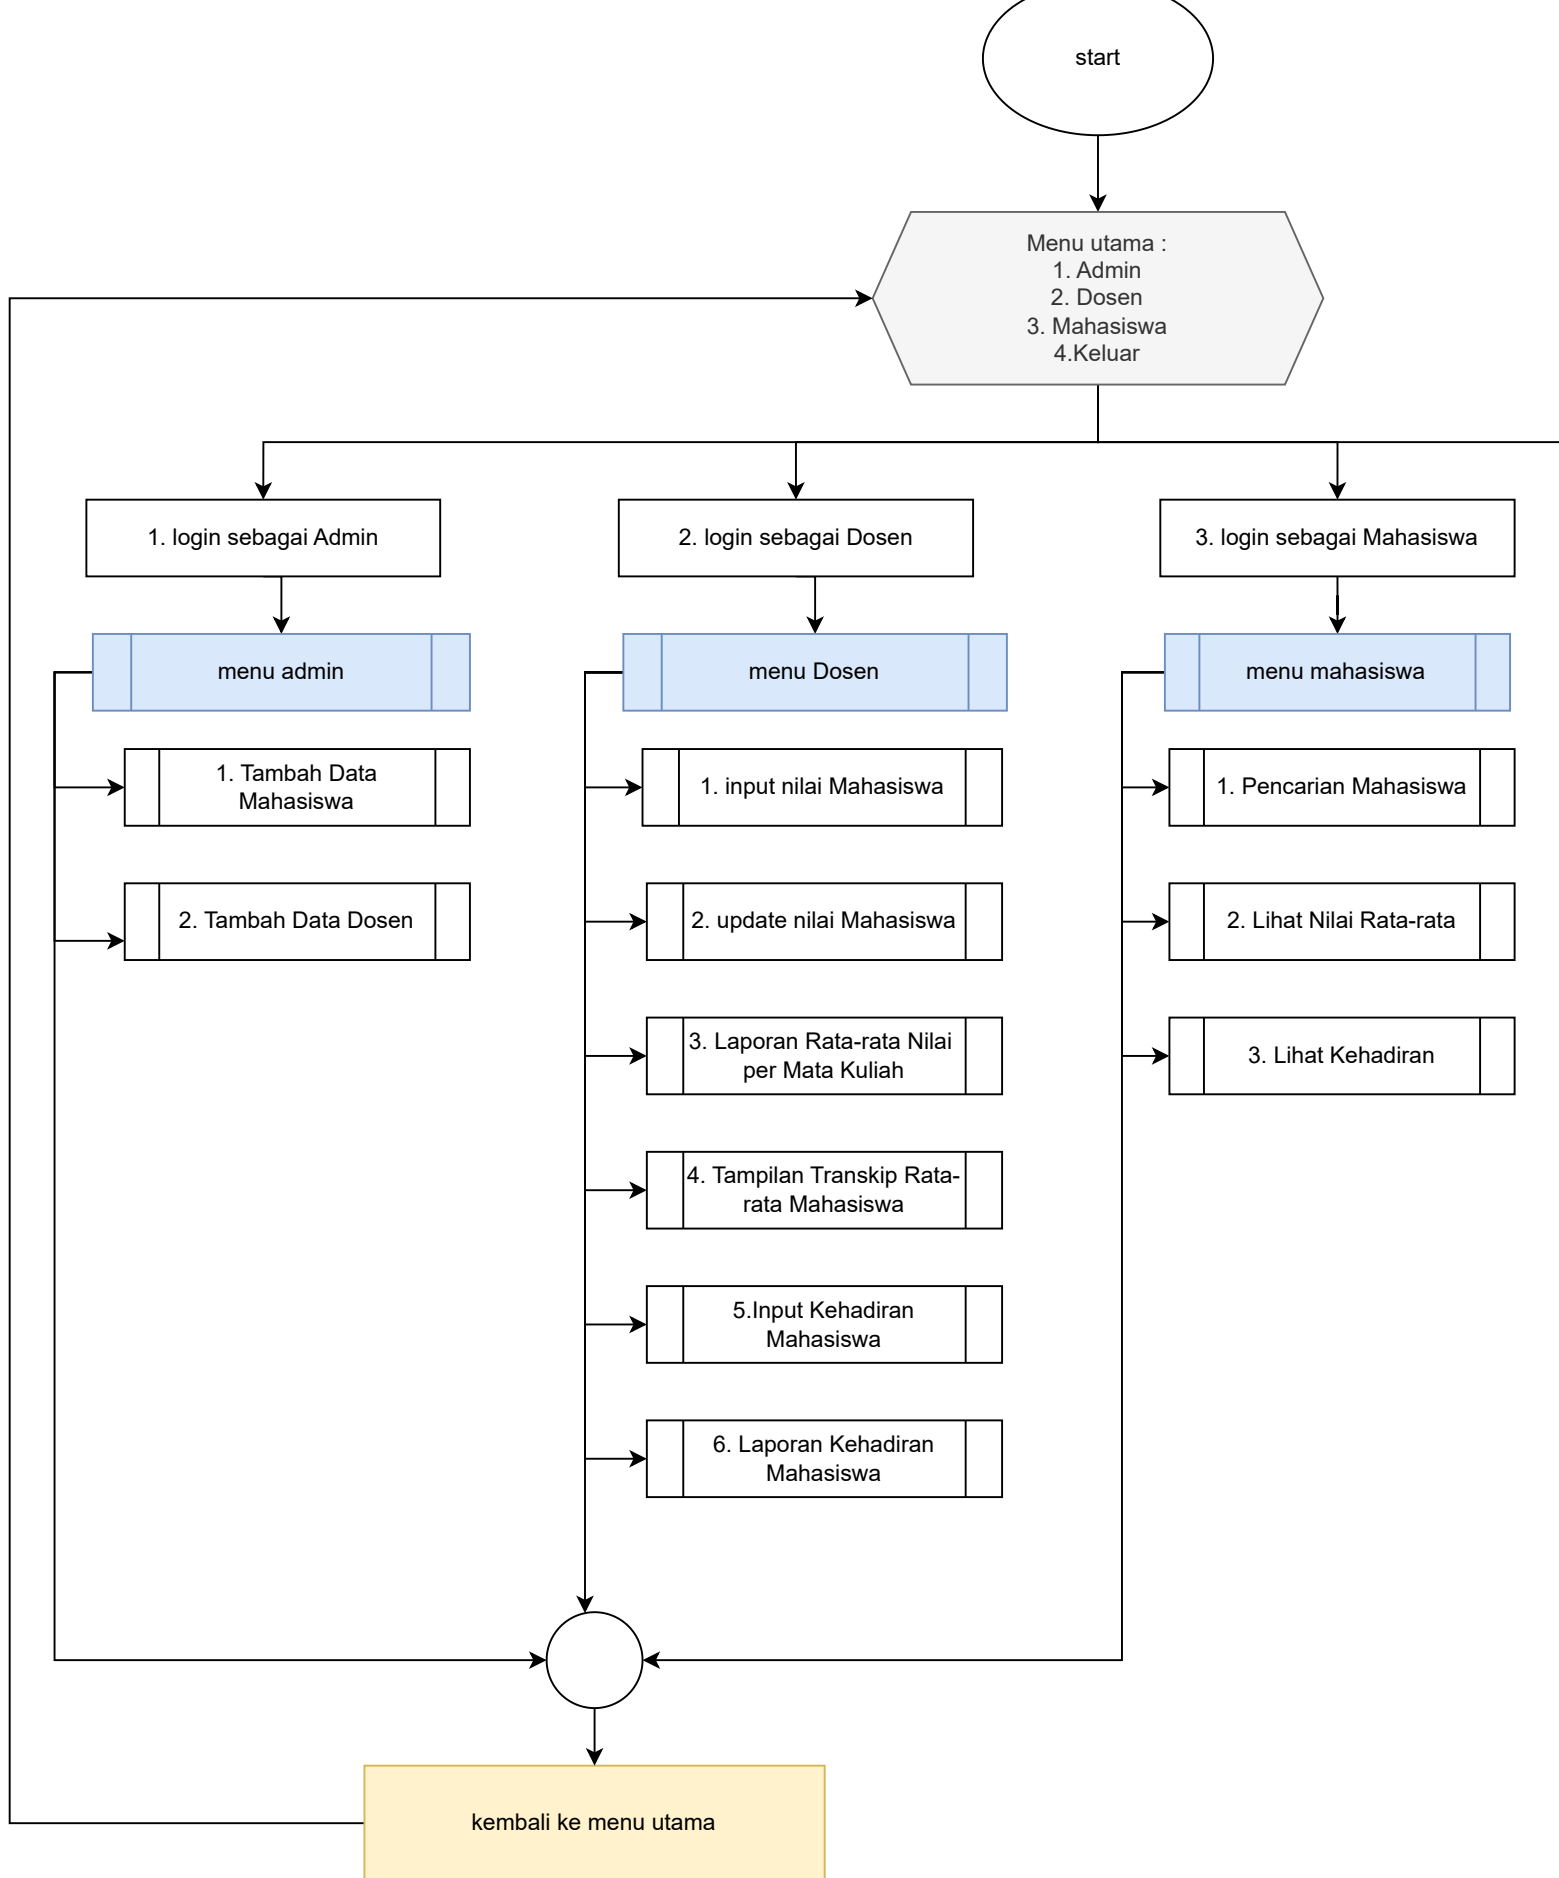 start
Menu utama :
1. Admin
2. Dosen
3. Mahasiswa
4.Keluar
1. login sebagai Admin
2. login sebagai Dosen
3. login sebagai Mahasiswa
menu admin
menu Dosen
menu mahasiswa
1. Tambah Data
Mahasiswa
1. input nilai Mahasiswa
1. Pencarian Mahasiswa
2. Tambah Data Dosen
2. update nilai Mahasiswa
2. Lihat Nilai Rata-rata
3. Laporan Rata-rata Nilai
per Mata Kuliah
3. Lihat Kehadiran
4. Tampilan Transkip Rata-
rata Mahasiswa
5.Input Kehadiran
Mahasiswa
6. Laporan Kehadiran
Mahasiswa
kembali ke menu utama